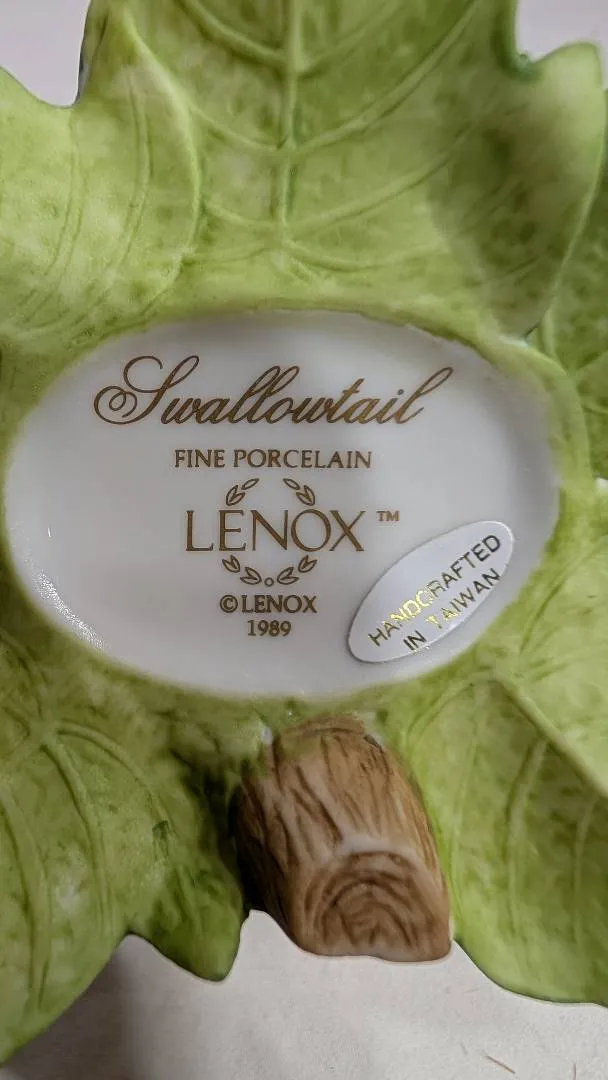 Swallowtail
FINE PORCELAIN
LENOX™
©LENOX
1989
HANDCRAFTED
IN TAIWAN